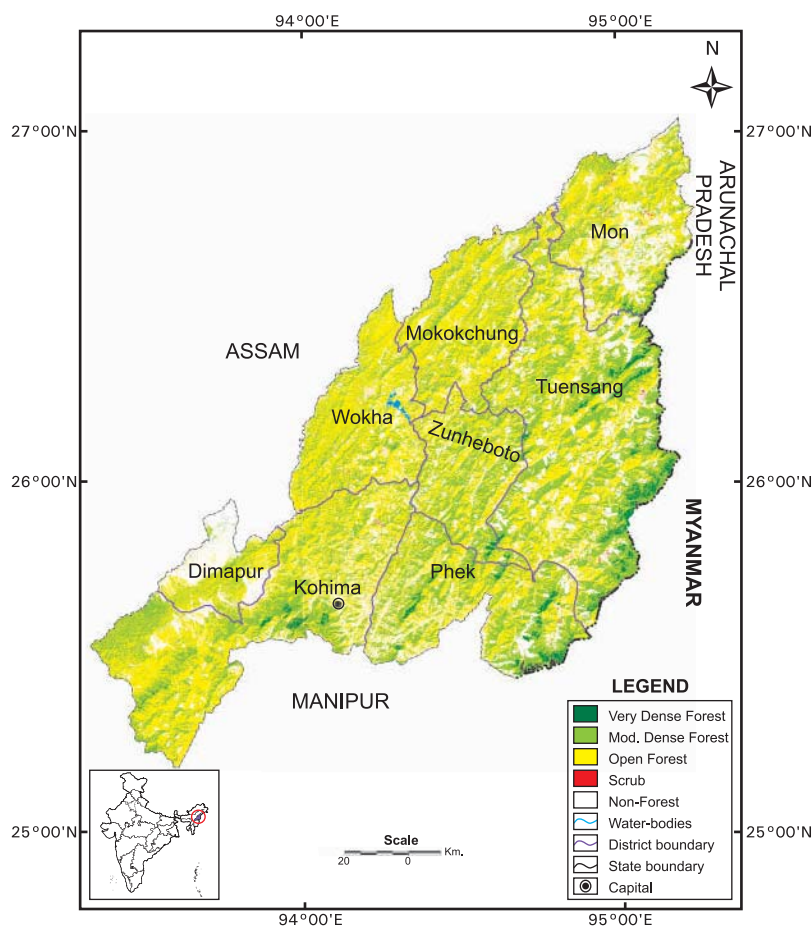 94°00'E
95°00'E
N
27°00'N
27°00'N
ARUNACHAL
PRADESH
Mon
Mokokchung
ASSAM
Tuensang
Wokha
Zunheboto
26°00'N
26°00'N
MYANMAR
Dimapur
Kohima
Phek
MANIPUR
LEGEND
Very Dense Forest
Mod. Dense Forest
Open Forest
Scrub
Non-Forest
Water-bodies
District boundary
State boundary
Capital
25°00'N
25°00'N
Scale
20 0 Km.
94°00'E
95°00'E